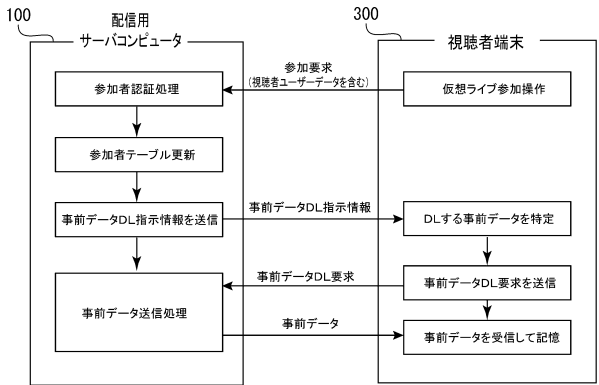 100
配信用
サーバコンピュータ
300
視聴者端末
参加者認証処理
参加要求
(視聴者ユーザーデータを含む)
仮想ライブ参加操作
参加者テーブル更新
事前データDL指示情報を送信
事前データDL指示情報
DLする事前データを特定
事前データ送信処理
事前データDL要求
事前データDL要求を送信
事前データ
事前データを受信して記憶